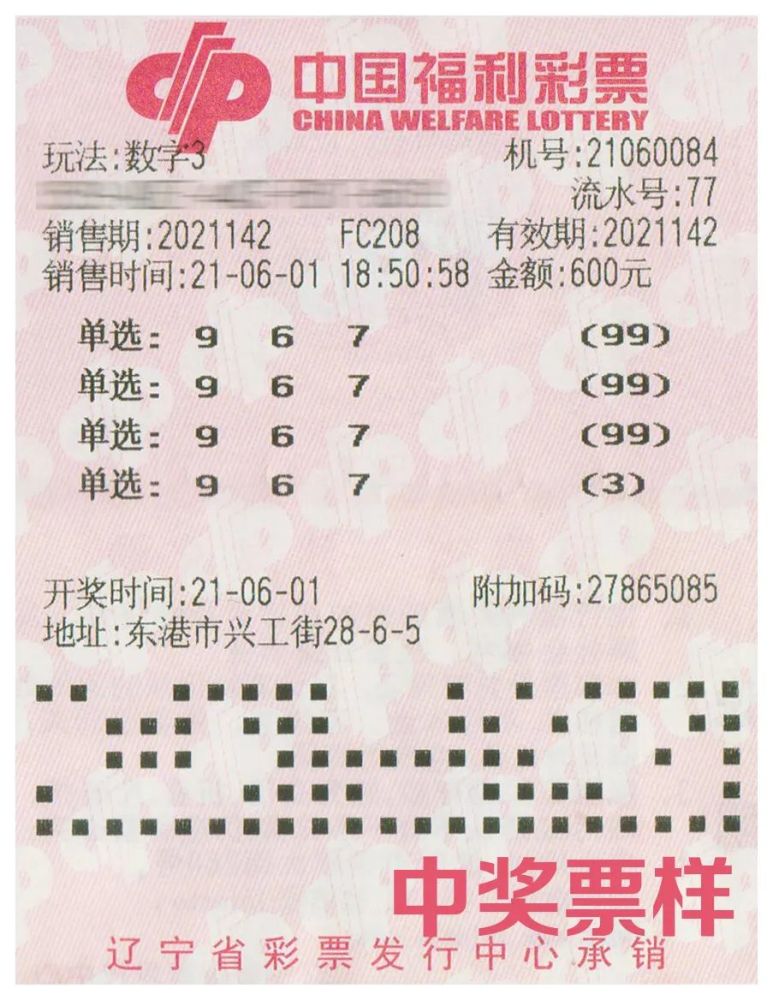 中国福利彩票
CHINA WELFARE LOTTERY
玩法:数字3 机号:21060084
流水号:77
销售期:2021142 FC208 有效期:2021142
销售时间:21-06-01 18:50:58 金额:600元
单选: 9 6 7 (99)
单选: 9 6 7 (99)
单选: 9 6 7 (99)
单选: 9 6 7 (3)
开奖时间:21-06-01 附加码:27865085
地址:东港市兴工街28-6-5
中奖票样
辽宁省彩票发行中心承销